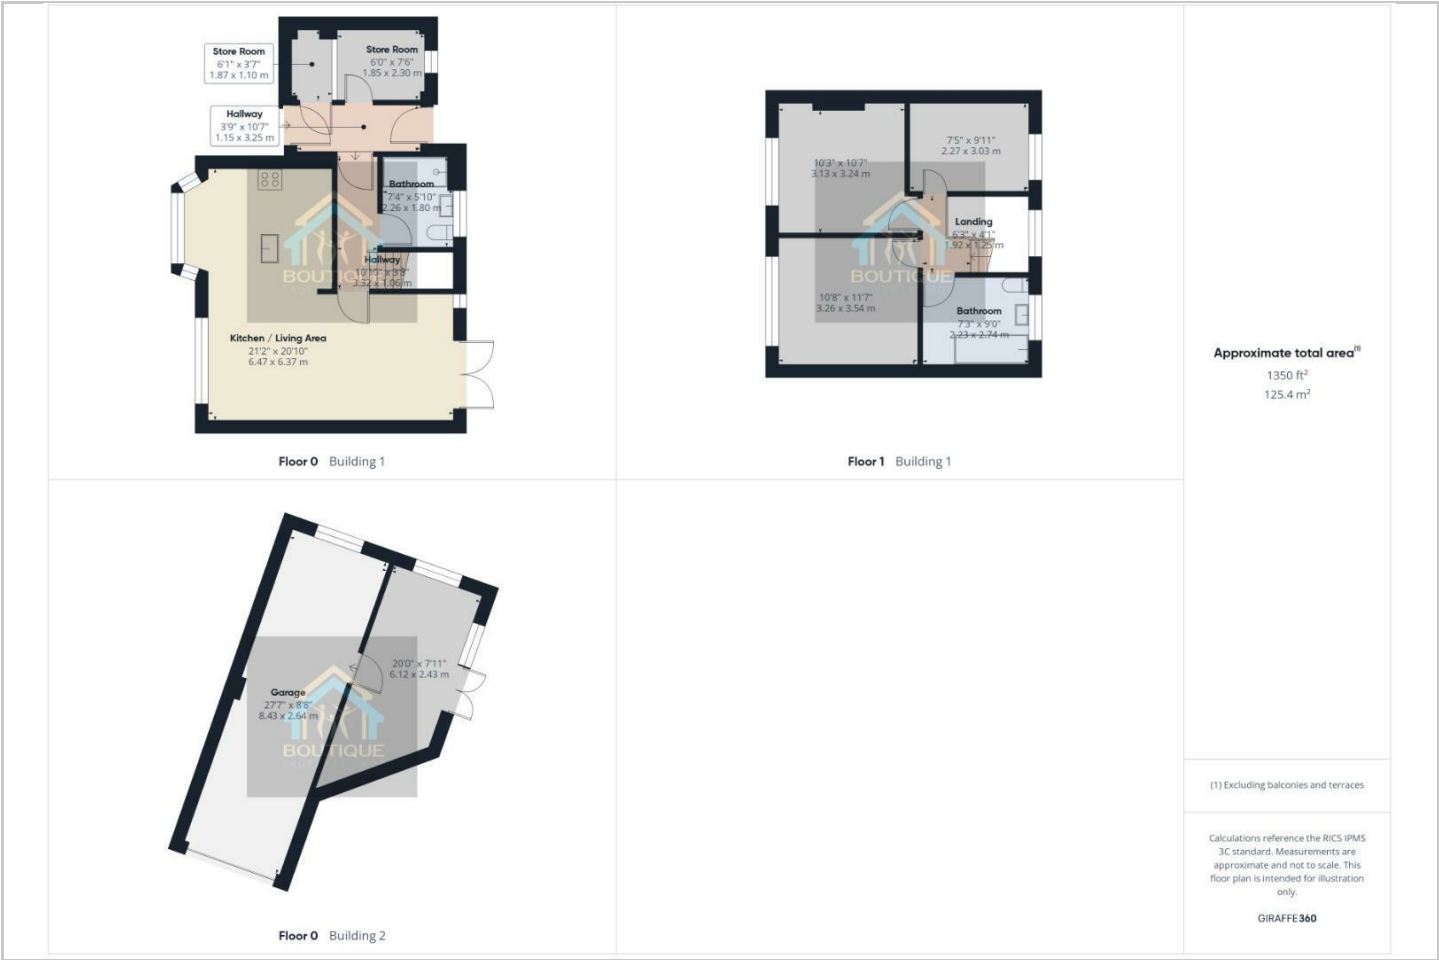 Store Room
6'1" x 3'7"
1.87 x 1.10 m
Store Room
6'0" x 7'6"
1.85 x 2.30 m
Hallway
3'9" x 10'7"
1.15 x 3.25 m
Bathroom
7'4" x 5'10"
2.26 x 1.80 m
BOUTIQUE
Hallway
10'10" x 3'5"
3.32 x 1.06 m
Kitchen / Living Area
21'2" x 20'10"
6.47 x 6.37 m
Floor 0 Building 1
10'3" x 10'7"
3.13 x 3.24 m
7'5" x 9'11"
2.27 x 3.03 m
Landing
6'3" x 4'1"
1.92 x 1.25 m
BOUTIQUE
10'8" x 11'7"
3.26 x 3.54 m
Bathroom
7'3" x 9'0"
2.23 x 2.74 m
Floor 1 Building 1
Approximate total area(1)
1350 ft²
125.4 m²
20'0" x 7'11"
6.12 x 2.43 m
Garage
27'7" x 8'8"
8.43 x 2.64 m
BOUTIQUE
Floor 0 Building 2
(1) Excluding balconies and terraces
Calculations reference the RICS IPMS
3C standard. Measurements are
approximate and not to scale. This
floor plan is intended for illustration
only.
GIRAFFE360